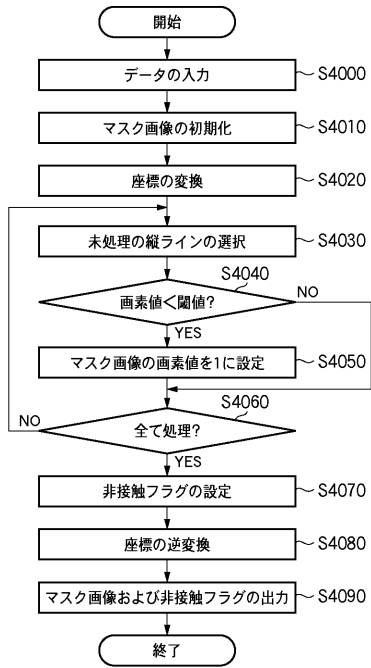 開始
データの入力 S4000
マスク画像の初期化 S4010
座標の変換 S4020
未処理の縦ラインの選択 S4030
S4040
画素値<閾値? NO
YES
マスク画像の画素値を1に設定 S4050
S4060
NO 全て処理?
YES
非接触フラグの設定 S4070
座標の逆変換 S4080
マスク画像および非接触フラグの出力 S4090
終了